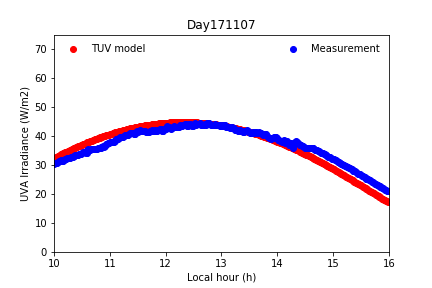 Day171107
TUV model
Measurement
UVA Irradiance (W/m2)
70
60
50
40
30
20
10
0
10 11 12 13 14 15 16
Local hour (h)